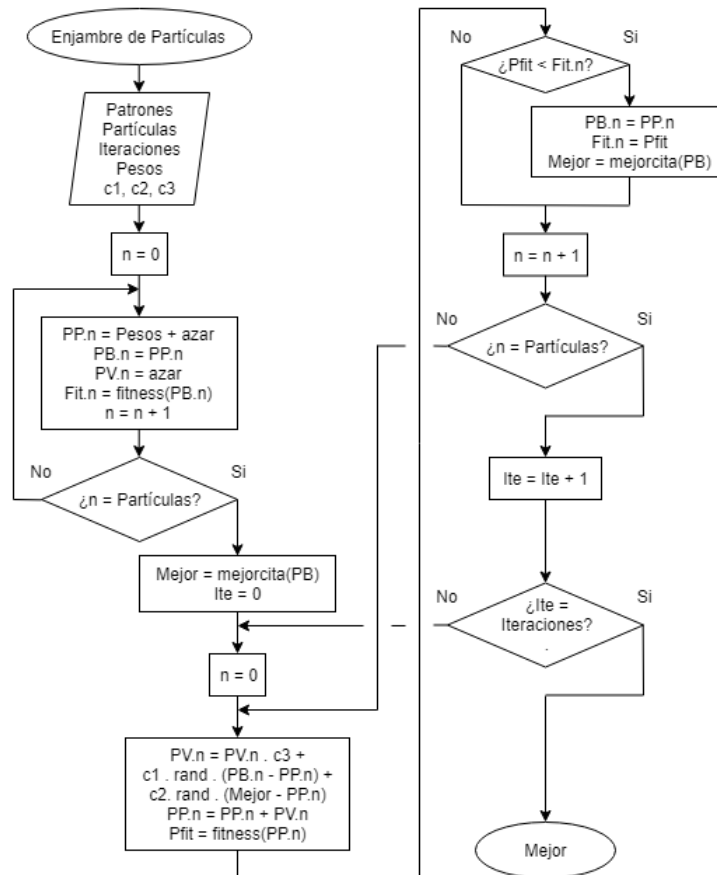 Enjambre de Partículas
Patrones
Partículas
Iteraciones
Pesos
c1, c2, c3
n = 0
PP.n = Pesos + azar
PB.n = PP.n
PV.n = azar
Fit.n = fitness(PB.n)
n = n + 1
No
Si
¿n = Partículas?
Mejor = mejorcita(PB)
Ite = 0
n = 0
PV.n = PV.n . c3 +
c1 . rand . (PB.n - PP.n) +
c2. rand . (Mejor - PP.n)
PP.n = PP.n + PV.n
Pfit = fitness(PP.n)
No
Si
¿Pfit < Fit.n?
PB.n = PP.n
Fit.n = Pfit
Mejor = mejorcita(PB)
n = n + 1
No
Si
¿n = Partículas?
Ite = Ite + 1
No
Si
¿Ite =
Iteraciones?
.
Mejor